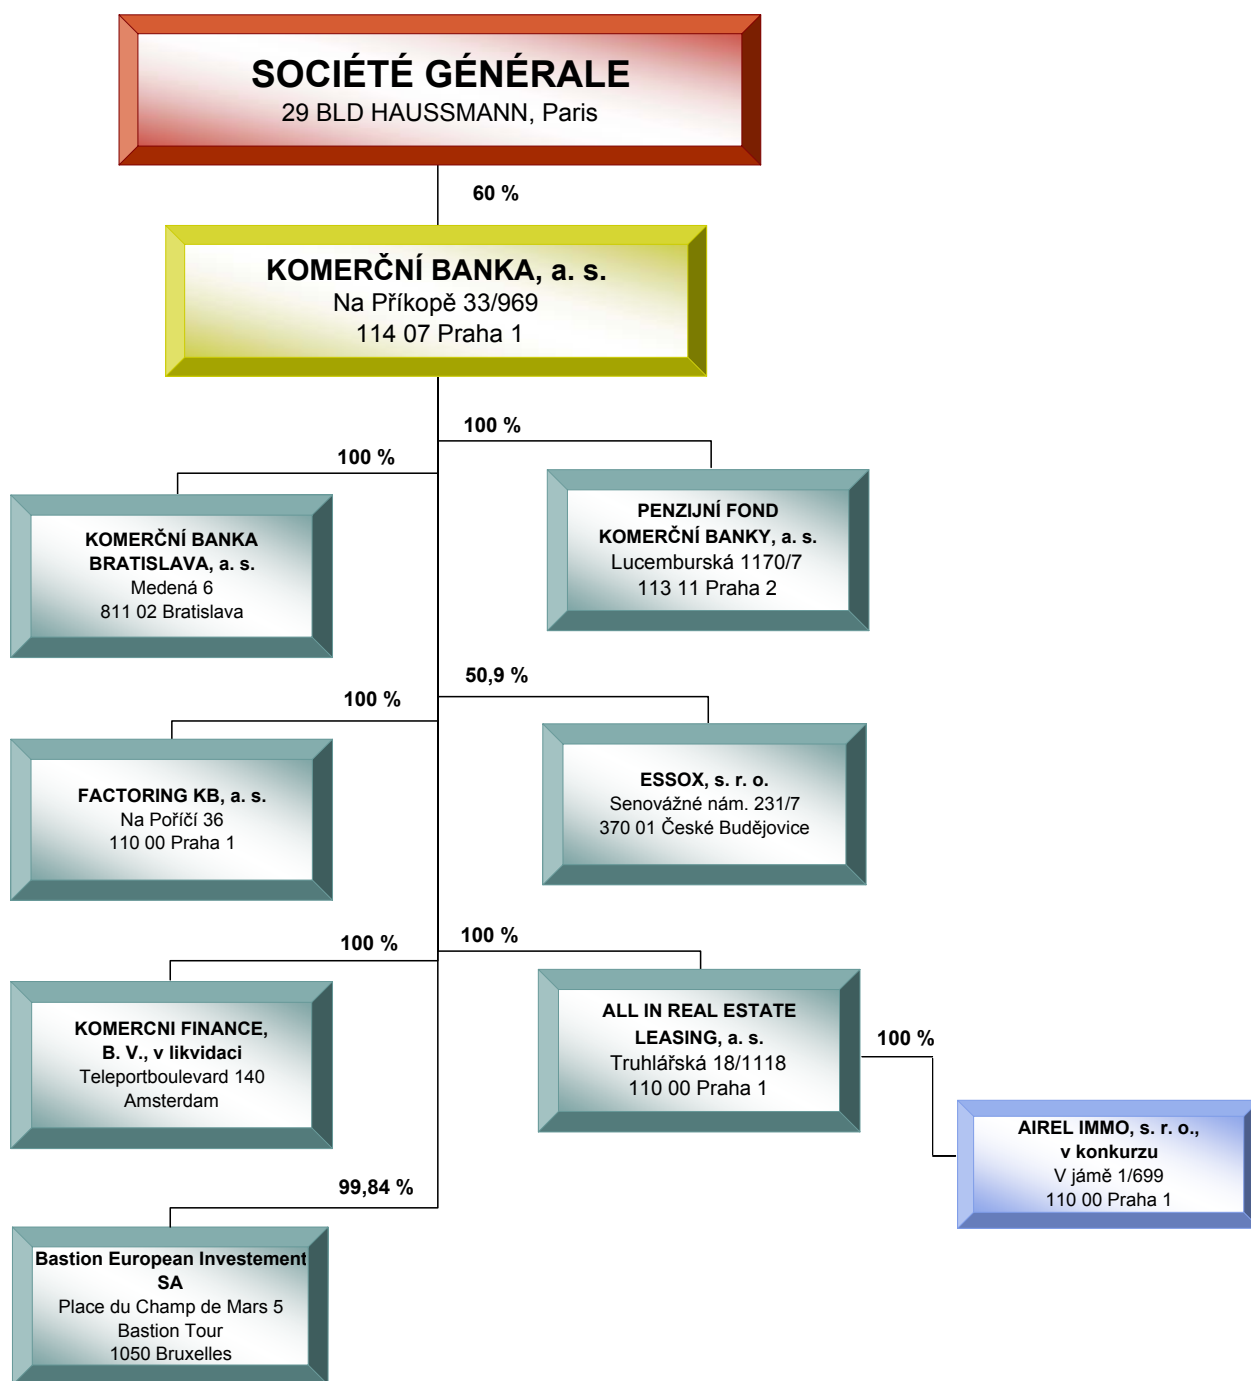 SOCIÉTÉ GÉNÉRALE
29 BLD HAUSSMANN, Paris
60 %
KOMERČNÍ BANKA, a. s.
Na Příkopě 33/969
114 07 Praha 1
100 %
100 %
KOMERČNÍ BANKA
BRATISLAVA, a. s.
Medená 6
811 02 Bratislava
PENZIJNÍ FOND
KOMERČNÍ BANKY, a. s.
Lucemburská 1170/7
113 11 Praha 2
100 %
50,9 %
FACTORING KB, a. s.
Na Poříčí 36
110 00 Praha 1
ESSOX, s. r. o.
Senovážné nám. 231/7
370 01 České Budějovice
100 %
100 %
KOMERCNI FINANCE,
B. V., v likvidaci
Teleportboulevard 140
Amsterdam
ALL IN REAL ESTATE
LEASING, a. s.
Truhlářská 18/1118
110 00 Praha 1
100 %
AIREL IMMO, s. r. o.,
v konkurzu
V jámě 1/699
110 00 Praha 1
99,84 %
Bastion European Investement
SA
Place du Champ de Mars 5
Bastion Tour
1050 Bruxelles